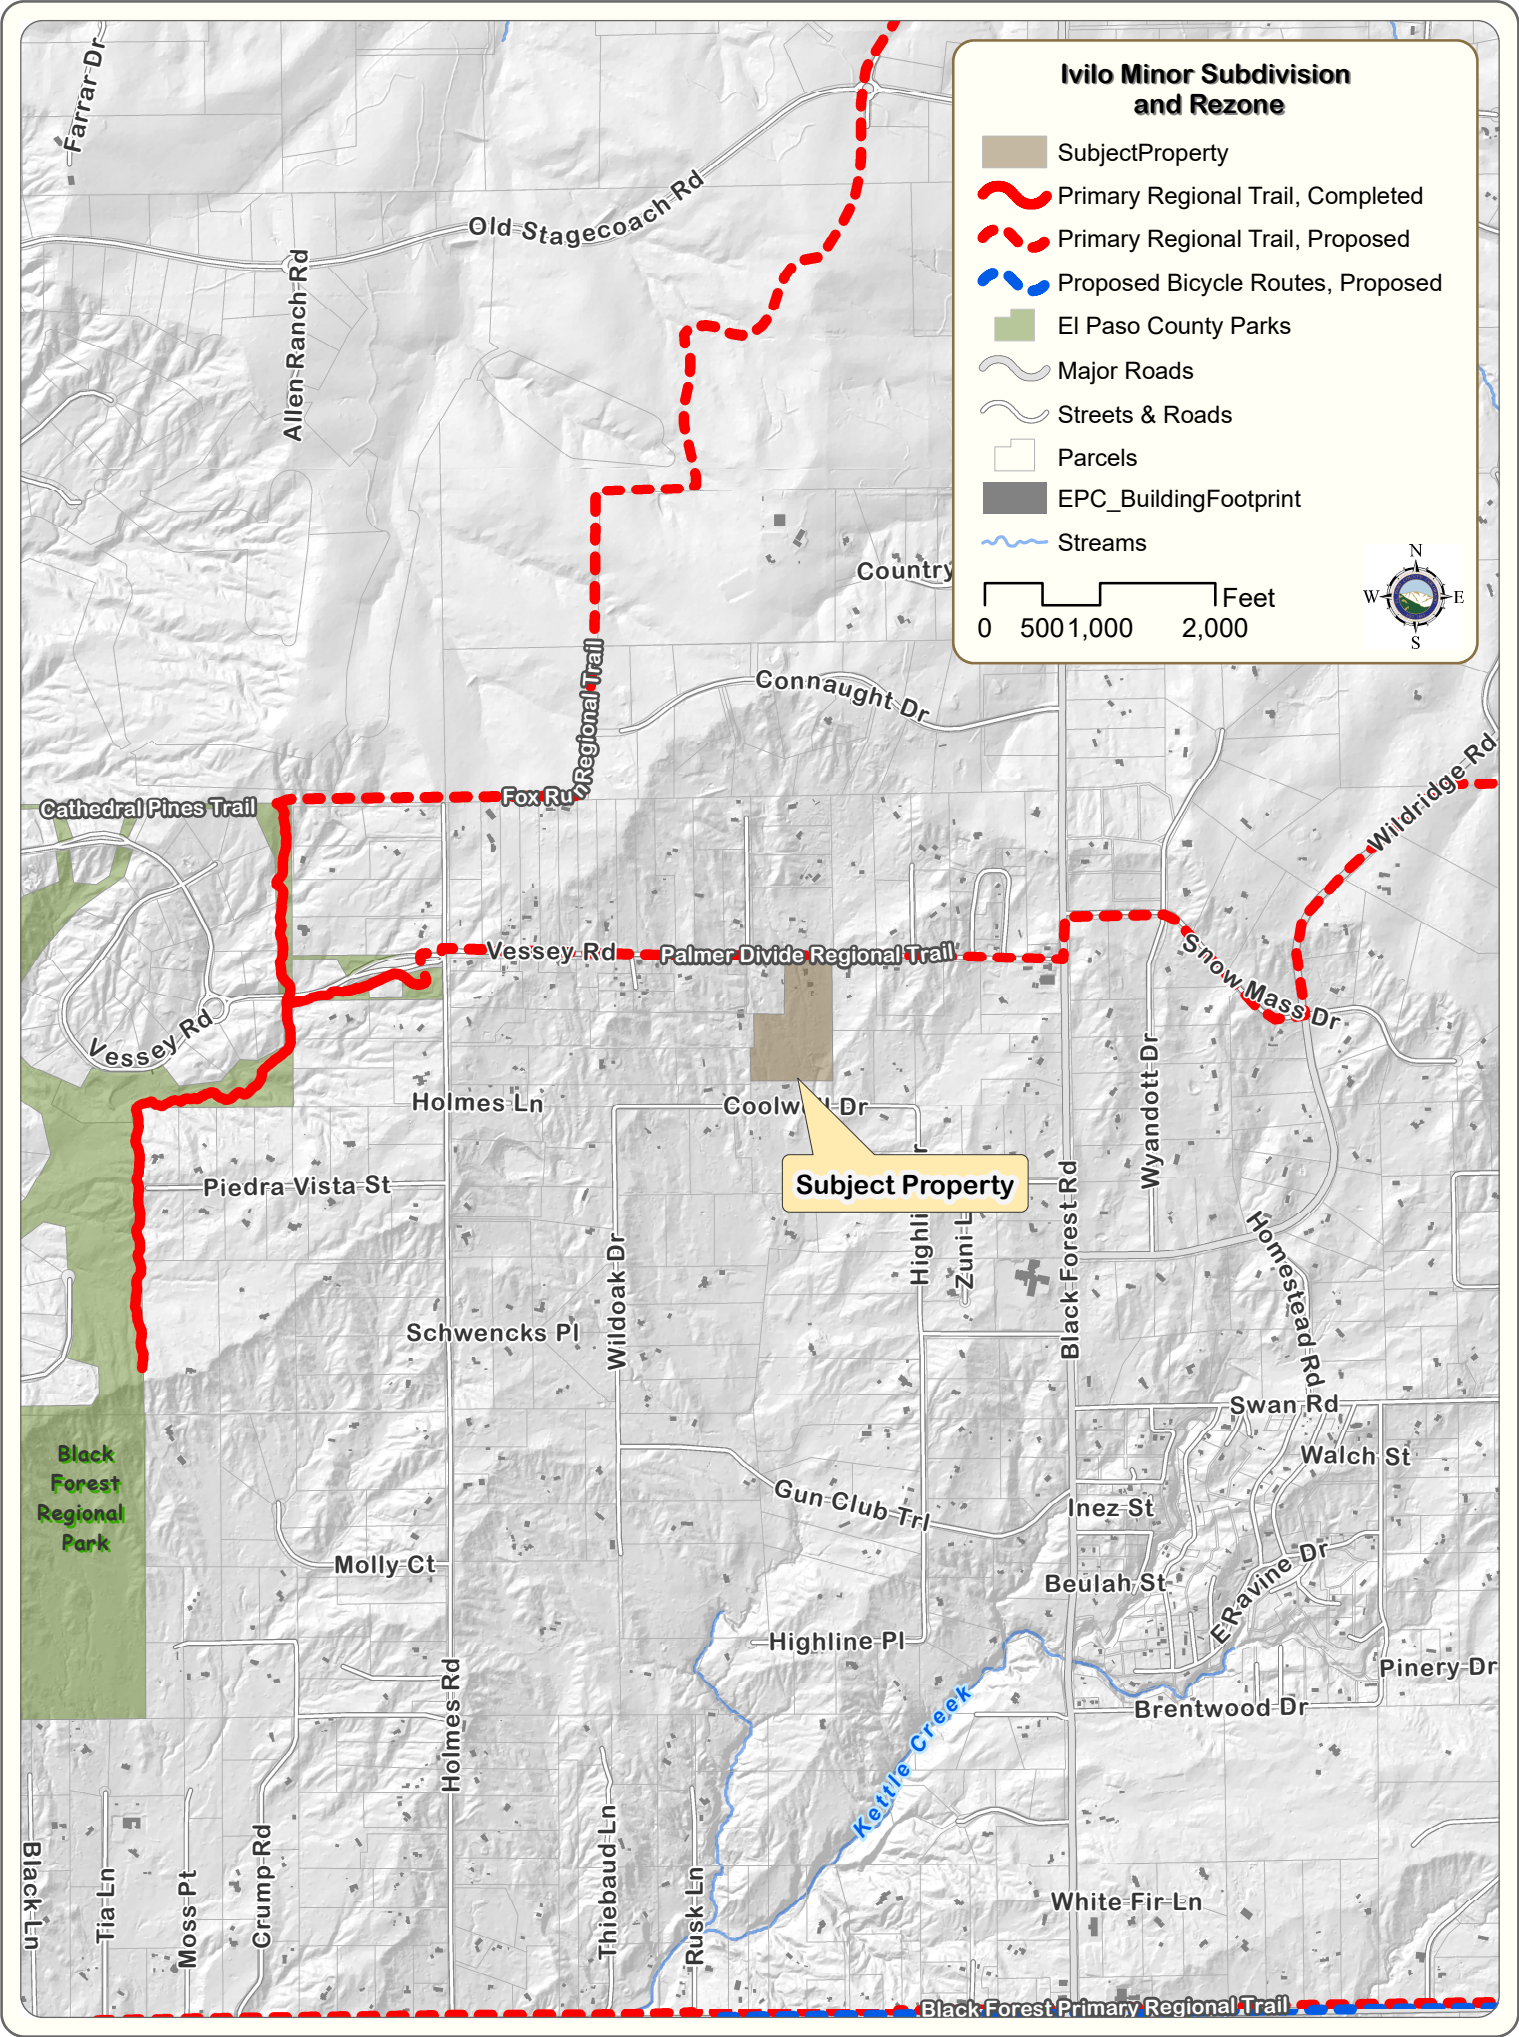 Ivilo Minor Subdivision
and Rezone
SubjectProperty
Primary Regional Trail, Completed
Primary Regional Trail, Proposed
Proposed Bicycle Routes, Proposed
El Paso County Parks
Major Roads
Streets & Roads
Parcels
EPC_BuildingFootprint
Streams
Feet
0 500 1,000 2,000
N
W E
S
Farrar Dr
Old Stagecoach Rd
Allen Ranch Rd
Country
Connaught Dr
Fox Run Regional Trail
Cathedral Pines Trail
Wildridge Rd
Vessey Rd
Palmer Divide Regional Trail
Snow Mass Dr
Vessey Rd
Holmes Ln
Coolwell Dr
Wyandott Dr
Piedra Vista St
Subject Property
Highli
r
Zuni L
Black Forest Rd
Wildoak Dr
Homestead Rd
Schwencks Pl
Swan Rd
Walch St
Black
Forest
Regional
Park
Gun Club Trl
Inez St
Molly Ct
Beulah St
E Ravine Dr
Highline Pl
Pinery Dr
Holmes Rd
Kettle Creek
Brentwood Dr
Black Ln
Tia Ln
Moss Pt
Crump Rd
Thiebaud Ln
Rusk Ln
White Fir Ln
Black Forest Primary Regional Trail